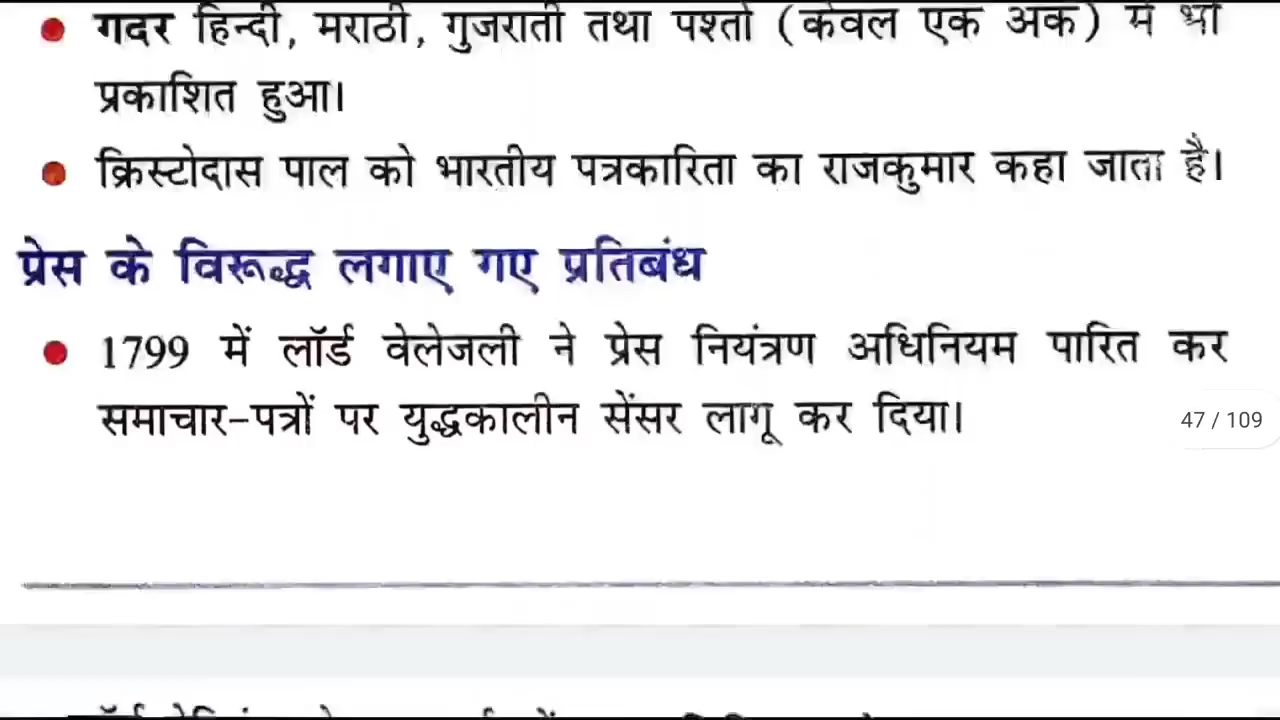 • गदर हिन्दी, मराठी, गुजराती तथा पश्तो (केवल एक अंक) में भी
प्रकाशित हुआ।
• क्रिस्टोदास पाल को भारतीय पत्रकारिता का राजकुमार कहा जाता है।
प्रेस के विरूद्ध लगाए गए प्रतिबंध
• 1799 में लॉर्ड वेलेजली ने प्रेस नियंत्रण अधिनियम पारित कर
समाचार-पत्रों पर युद्धकालीन सेंसर लागू कर दिया।
47 / 109